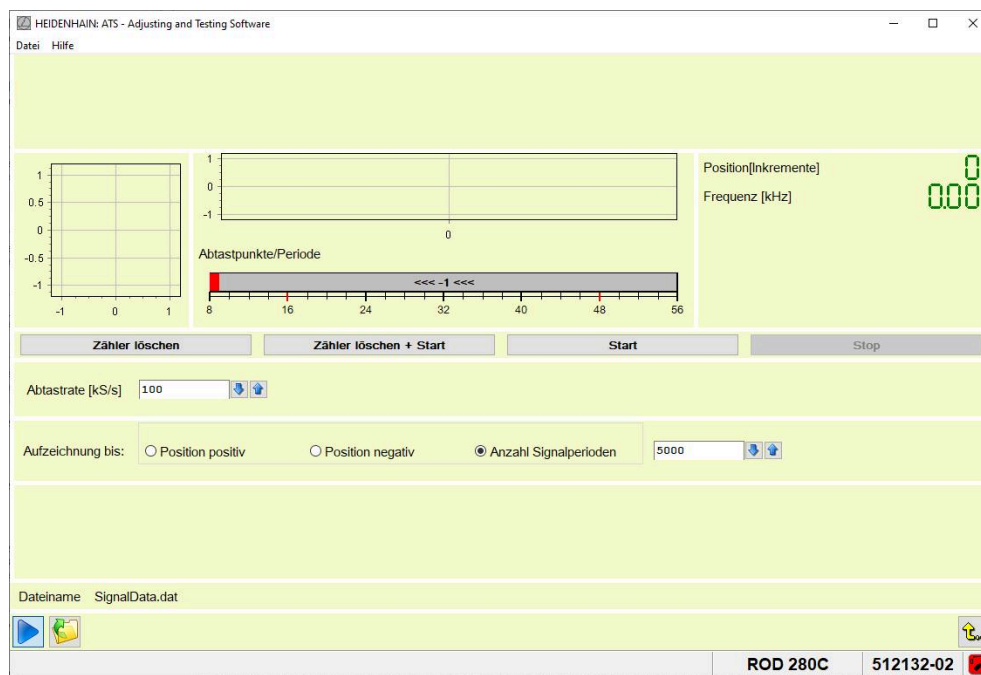 HEIDENHAIN: ATS - Adjusting and Testing Software
Datei Hilfe
1
0.5
0
-0.5
-1
-1 0 1
1
0
-1
0
Abtastpunkte/Periode
<<< -1 <<<
8 16 24 32 40 48 56
Position[Inkremente] 0
Frequenz [kHz] 0.00
Zähler löschen Zähler löschen + Start Start Stop
Abtastrate [kS/s] 100
Aufzeichnung bis: Position positiv Position negativ Anzahl Signalperioden 5000
Dateiname SignalData.dat
ROD 280C 512132-02